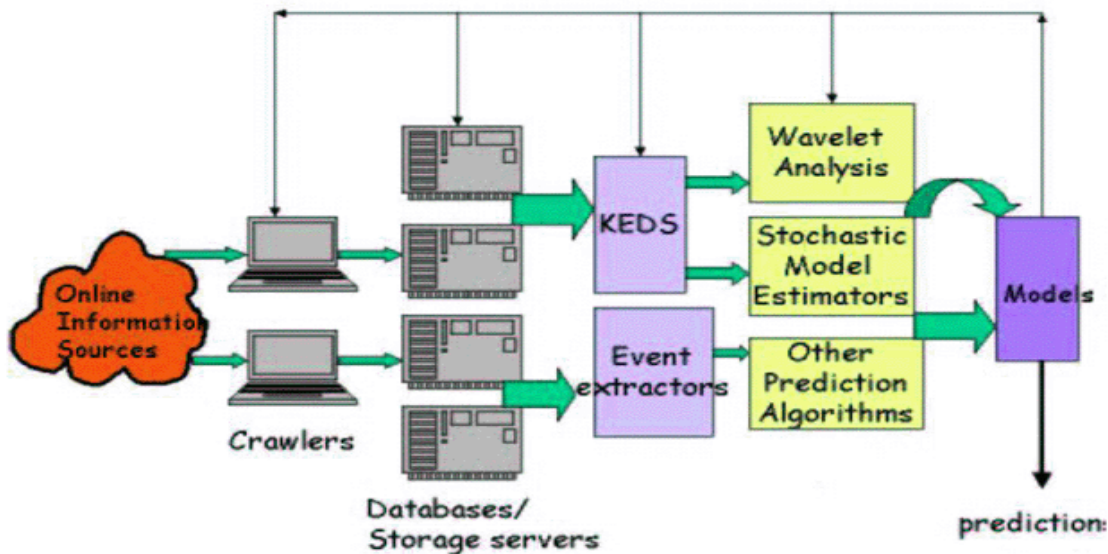 Online
Information
Sources
Crawlers
Databases/
Storage servers
KEDS
Event
extractors
Wavelet
Analysis
Stochastic
Model
Estimators
Other
Prediction
Algorithms
Models
prediction: